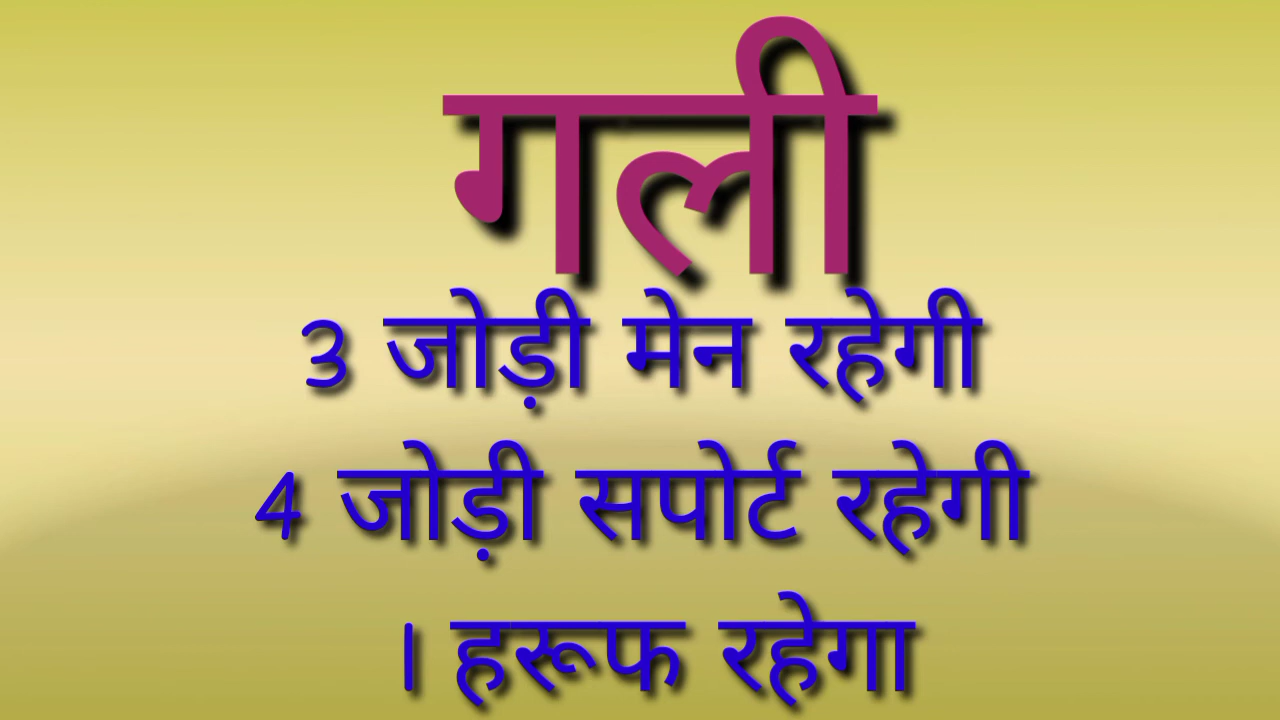 गली
3 जोड़ी मेन रहेगी
4 जोड़ी सपोर्ट रहेगी
1 हरूफ रहेगा